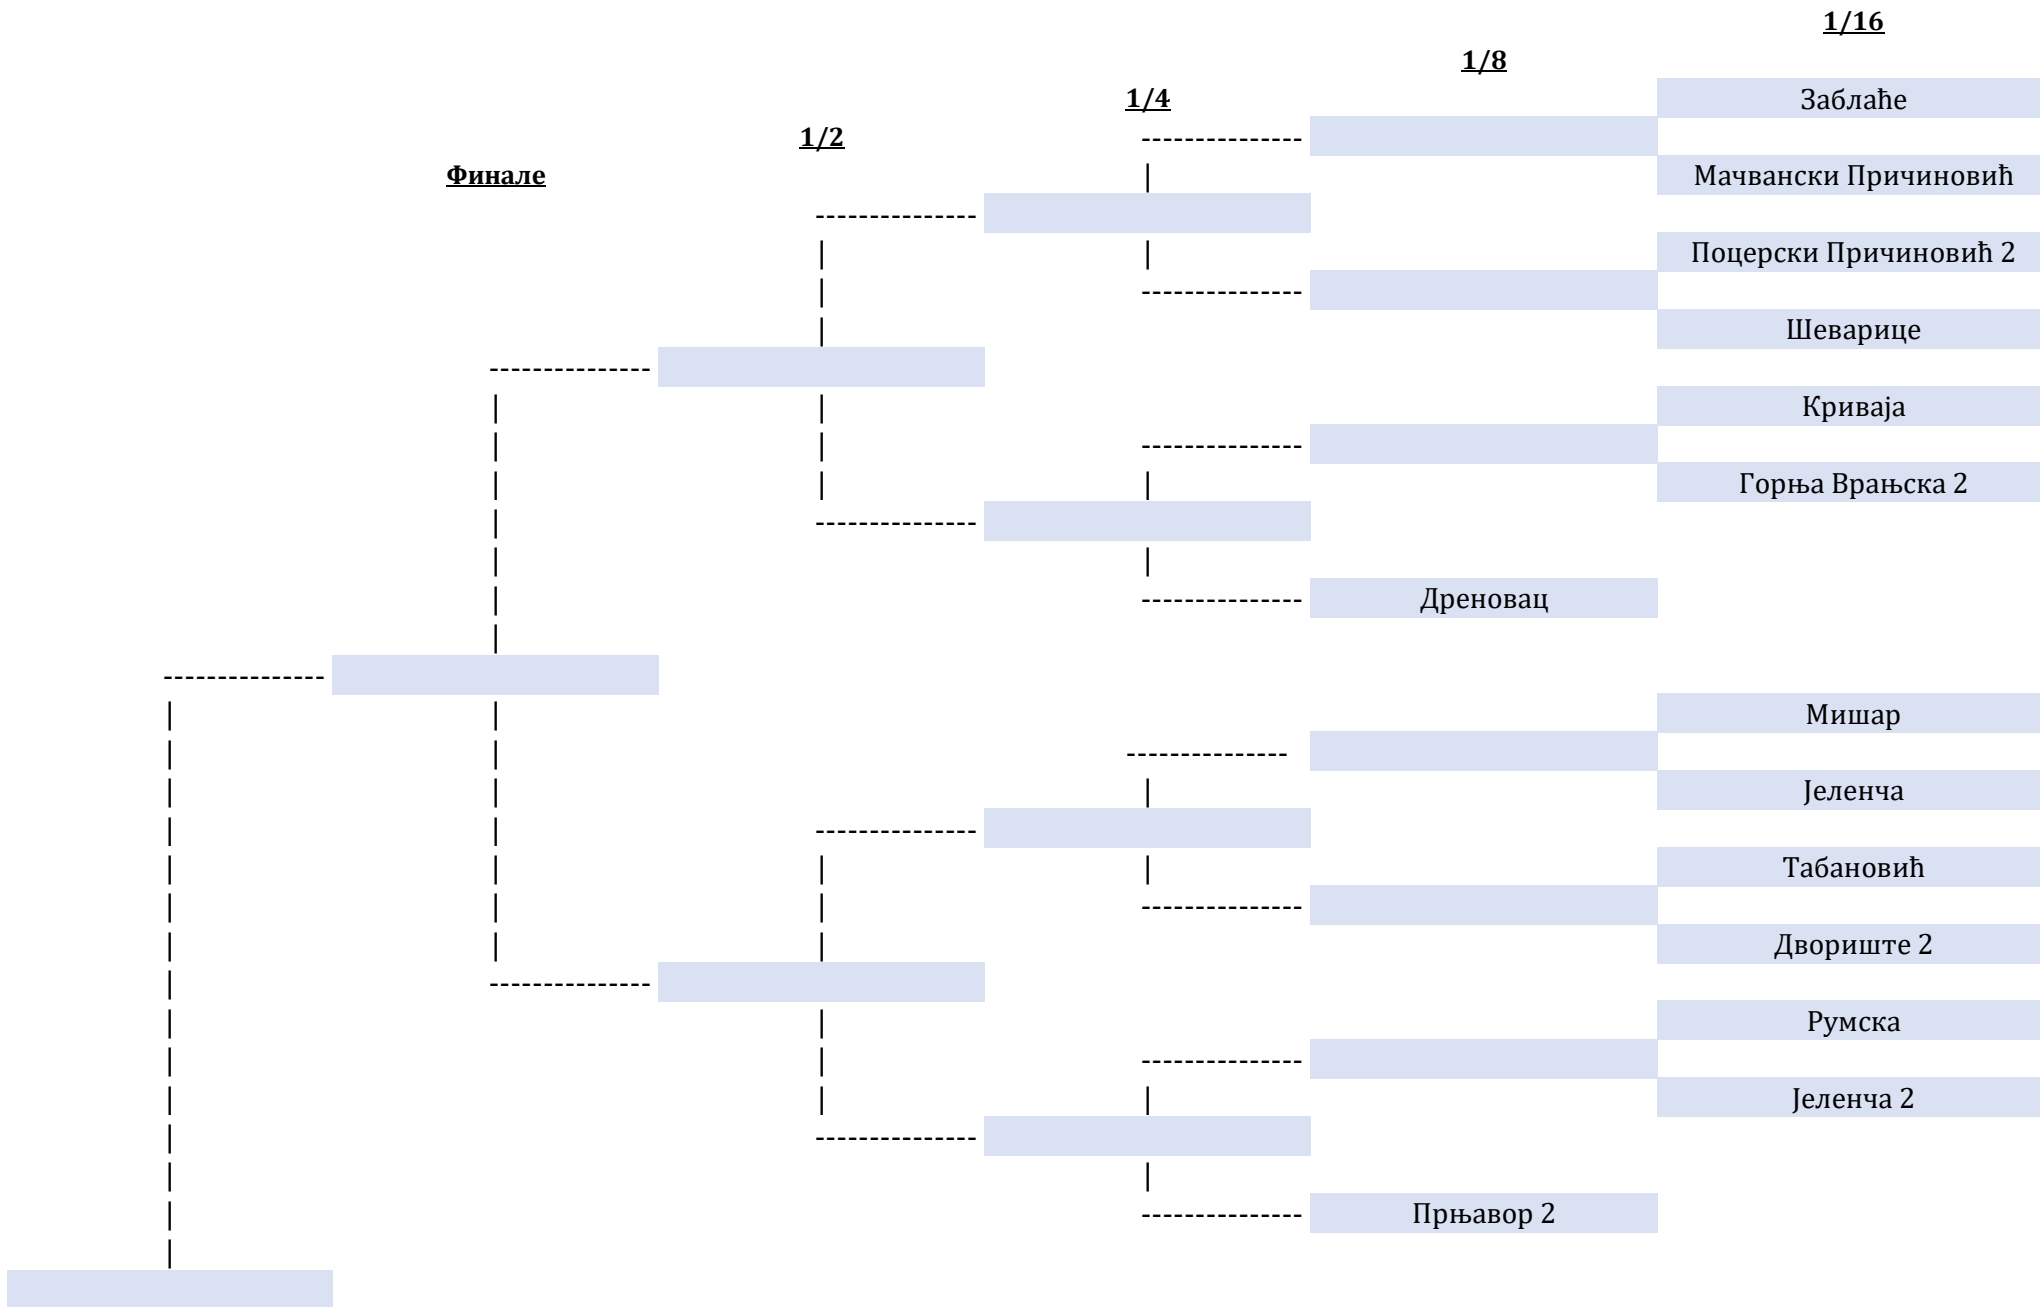 1/16
1/8
1/4
1/2
Финале
Заблаће
Мачвански Причиновић
Поцерски Причиновић 2
Шеварице
Криваја
Горња Врањска 2
Дреновац
Мишар
Јеленча
Табановић
Двориште 2
Румска
Јеленча 2
Прњавор 2